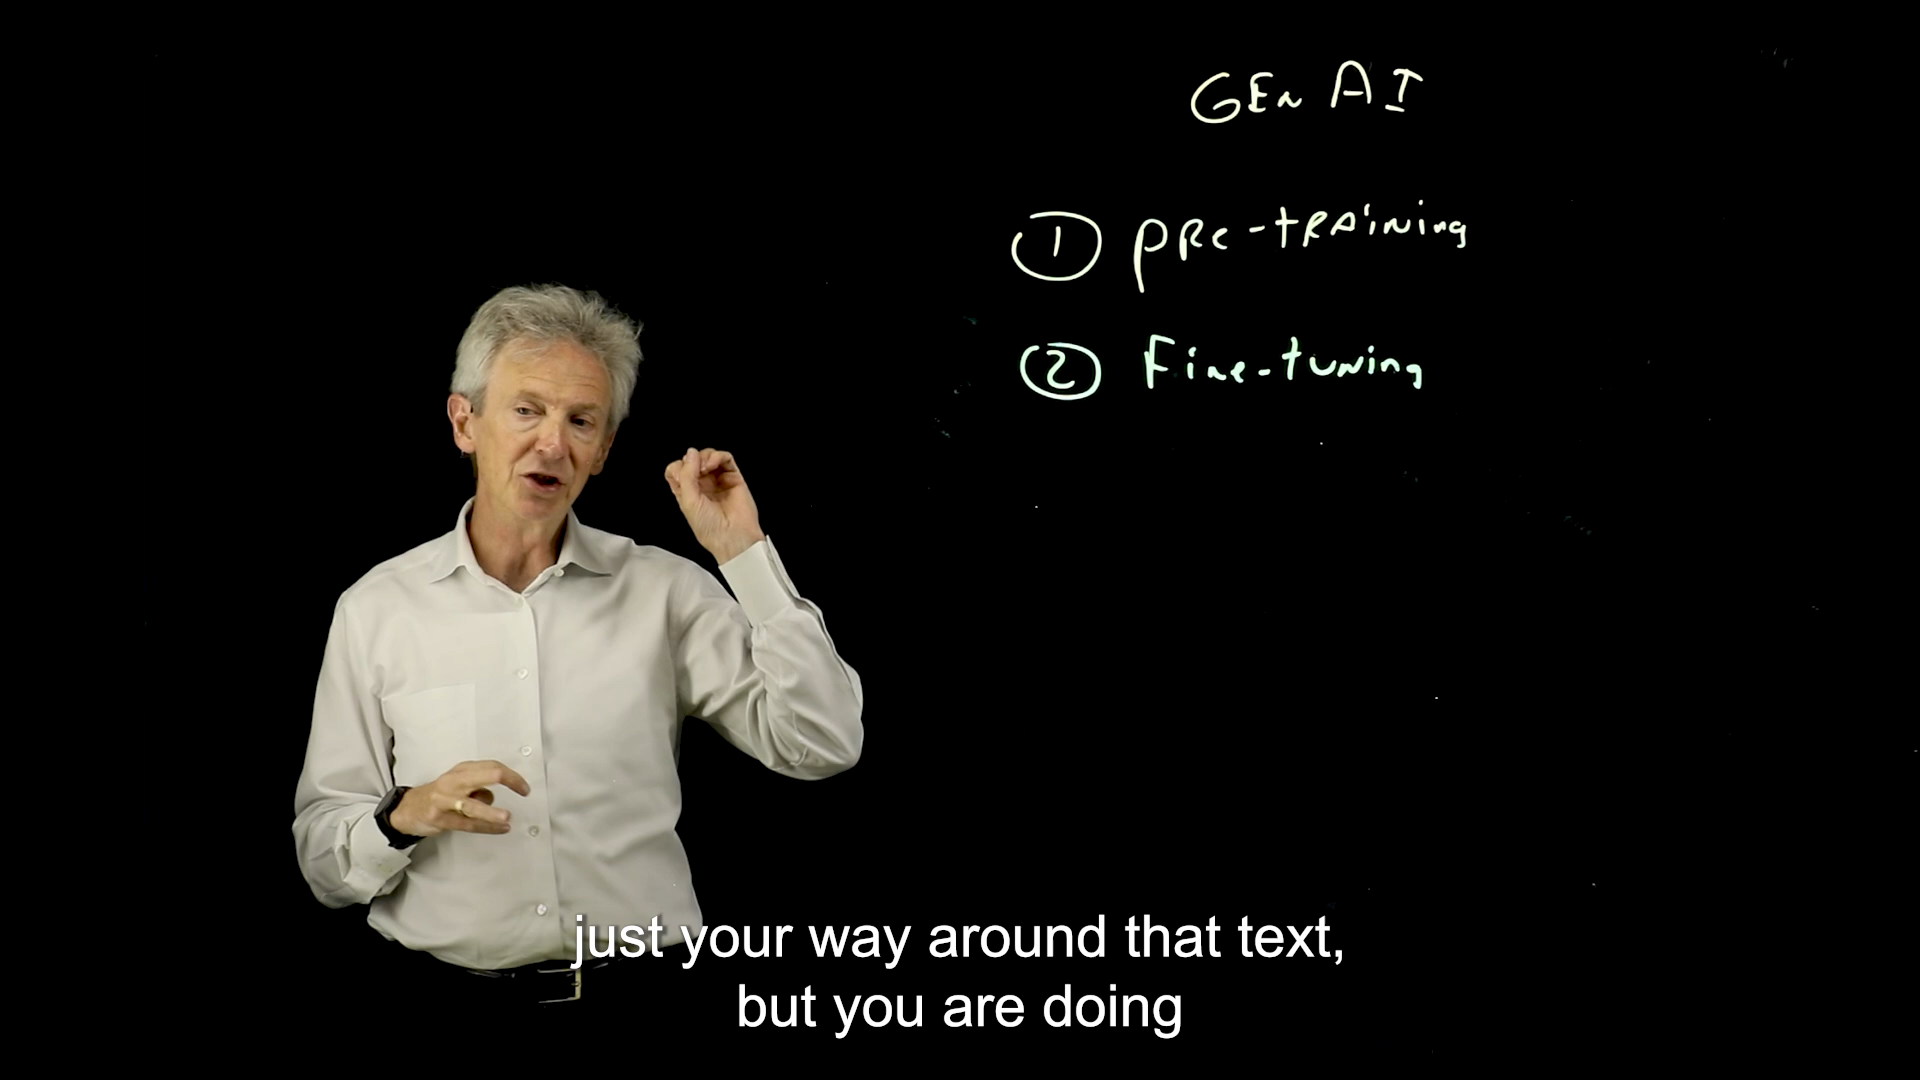 GEn AI
① PRe-tRAiNing
② Fine-tuning
just your way around that text,
but you are doing